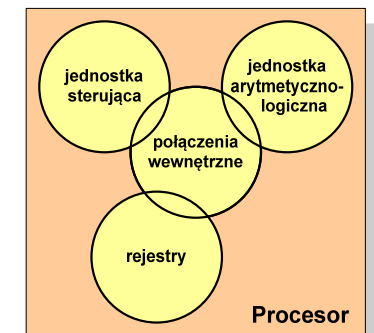 jednostka
sterująca
jednostka
arytmetyczno-
logiczna
połączenia
wewnętrzne
rejestry
Procesor